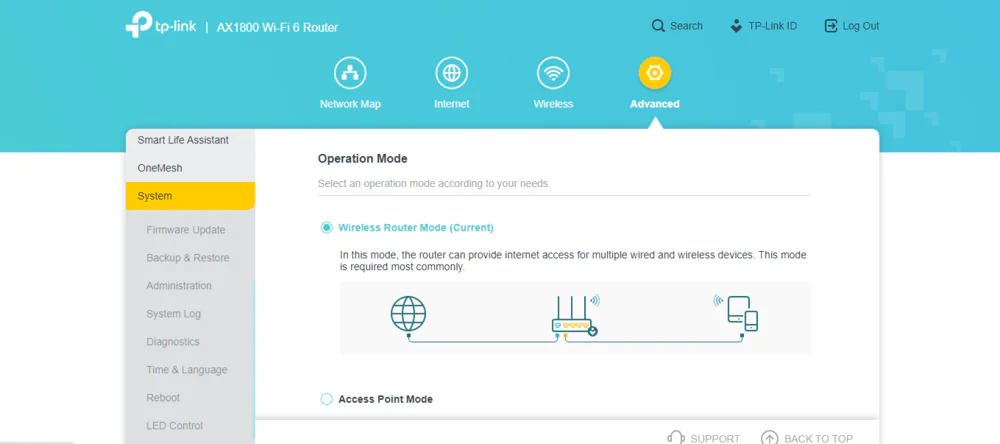 tp-link | AX1800 Wi-Fi 6 Router
Search
TP-Link ID
Log Out
Network Map
Internet
Wireless
Advanced
Smart Life Assistant
OneMesh
System
Firmware Update
Backup & Restore
Administration
System Log
Diagnostics
Time & Language
Reboot
LED Control
Operation Mode
Select an operation mode according to your needs.
Wireless Router Mode (Current)
In this mode, the router can provide internet access for multiple wired and wireless devices. This mode
is required most commonly.
Access Point Mode
SUPPORT
BACK TO TOP